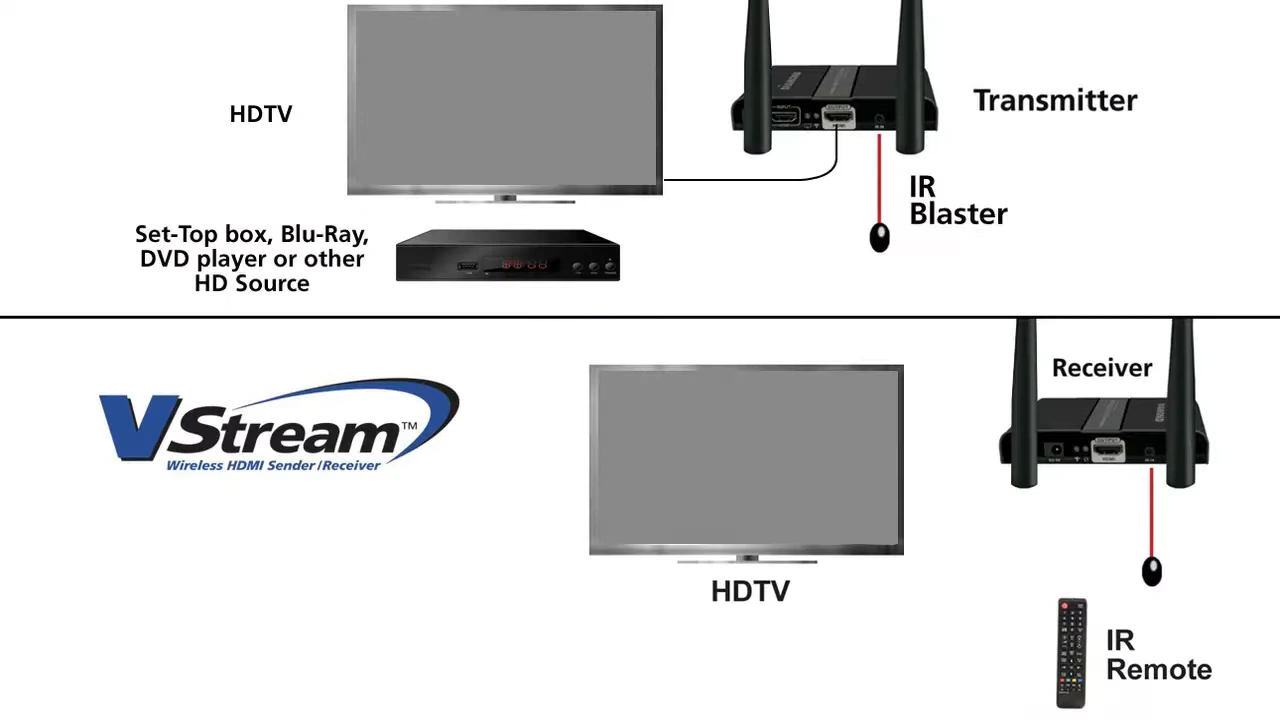 HDTV
Transmitter
IR
Blaster
Set-Top box, Blu-Ray,
DVD player or other
HD Source
VStream™
Wireless HDMI Sender/Receiver
Receiver
HDTV
IR
Remote